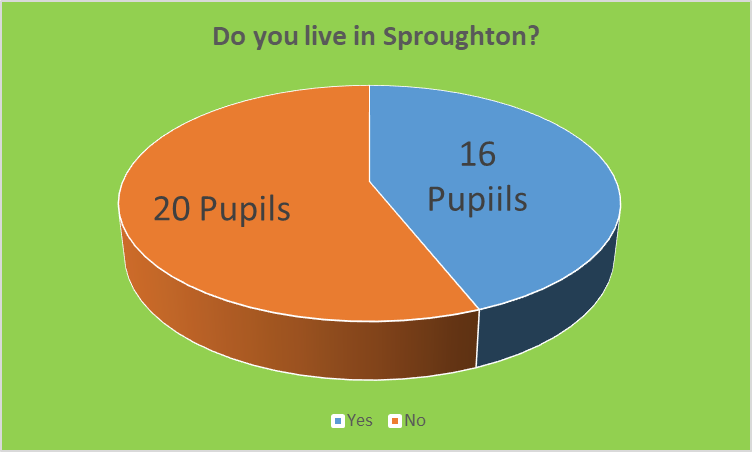 Do you live in Sproughton?
16
Pupiils
20 Pupils
Yes No